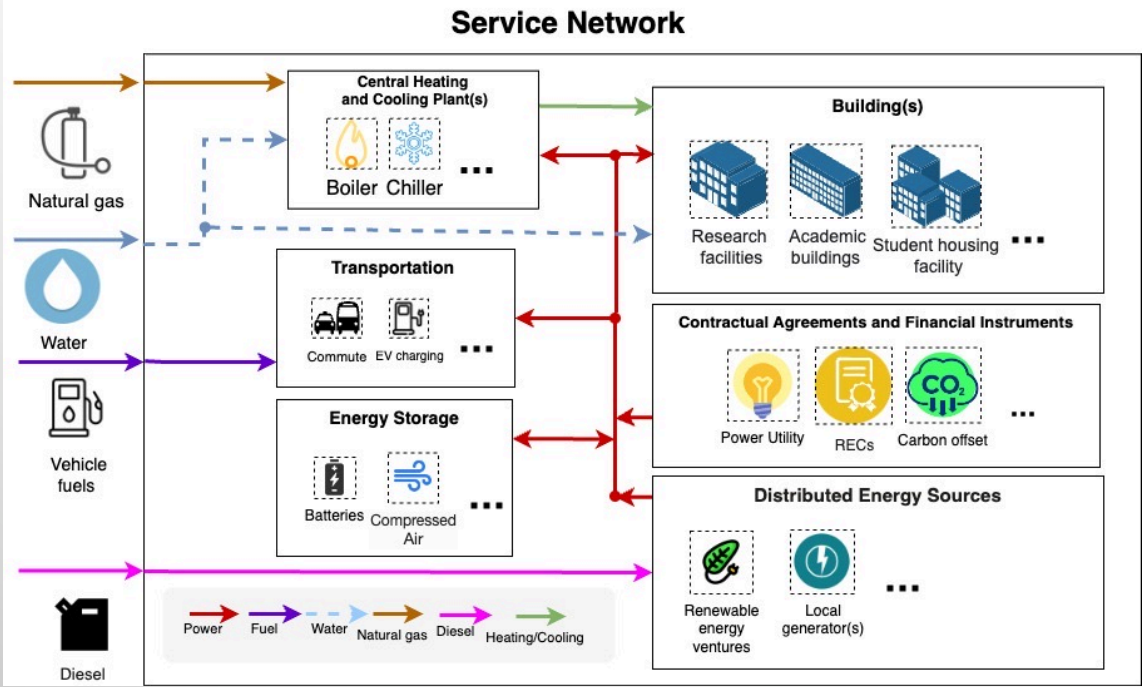 Service Network
Natural gas
Water
Vehicle
fuels
Diesel
Central Heating
and Cooling Plant(s)
Boiler
Chiller
...
Transportation
Commute
EV charging
...
Energy Storage
Batteries
Compressed
Air
...
Building(s)
Research
facilities
Academic
buildings
Student housing
facility
...
Contractual Agreements and Financial Instruments
CO2
Power Utility
RECs
Carbon offset
...
Distributed Energy Sources
Renewable
energy
ventures
Local
generator(s)
...
Power
Fuel
Water
Natural gas
Diesel
Heating/Cooling